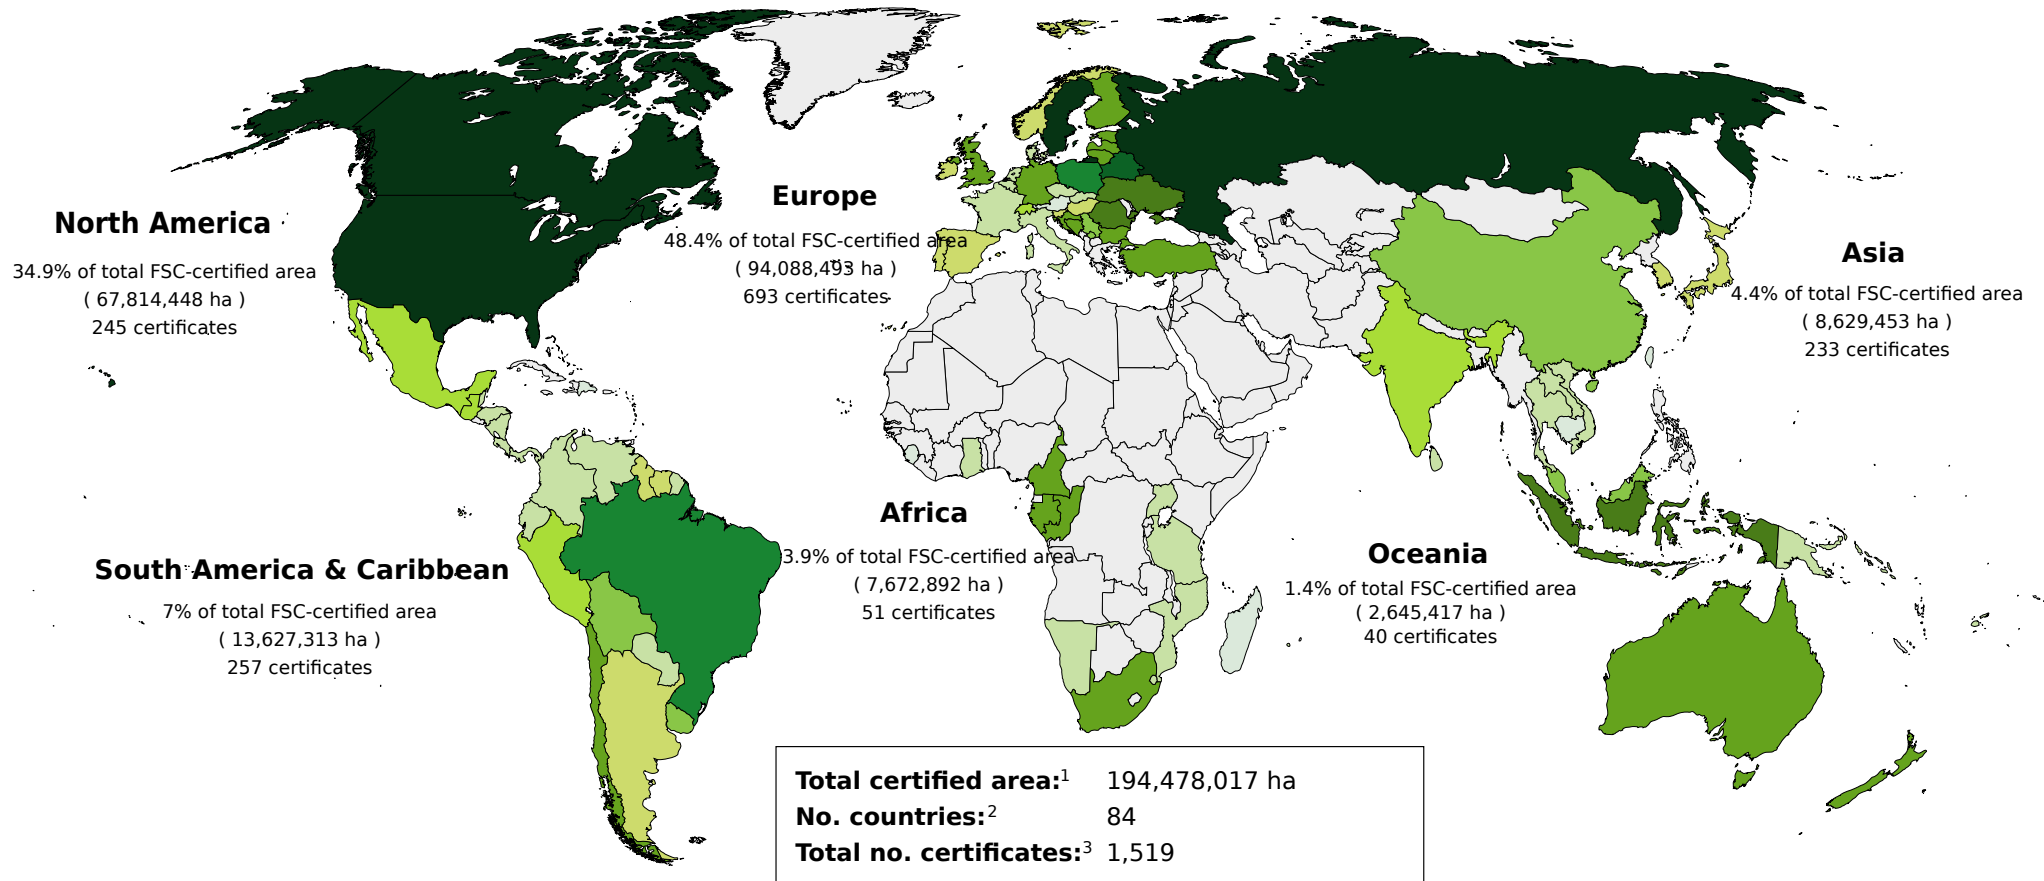 North America
34.9% of total FSC-certified area
( 67,814,448 ha )
245 certificates
Europe
48.4% of total FSC-certified area
( 94,088,493 ha )
693 certificates
Asia
4.4% of total FSC-certified area
( 8,629,453 ha )
233 certificates
South America & Caribbean
7% of total FSC-certified area
( 13,627,313 ha )
257 certificates
Africa
3.9% of total FSC-certified area
( 7,672,892 ha )
51 certificates
Oceania
1.4% of total FSC-certified area
( 2,645,417 ha )
40 certificates
Total certified area:¹ 194,478,017 ha
No. countries:² 84
Total no. certificates:³ 1,519